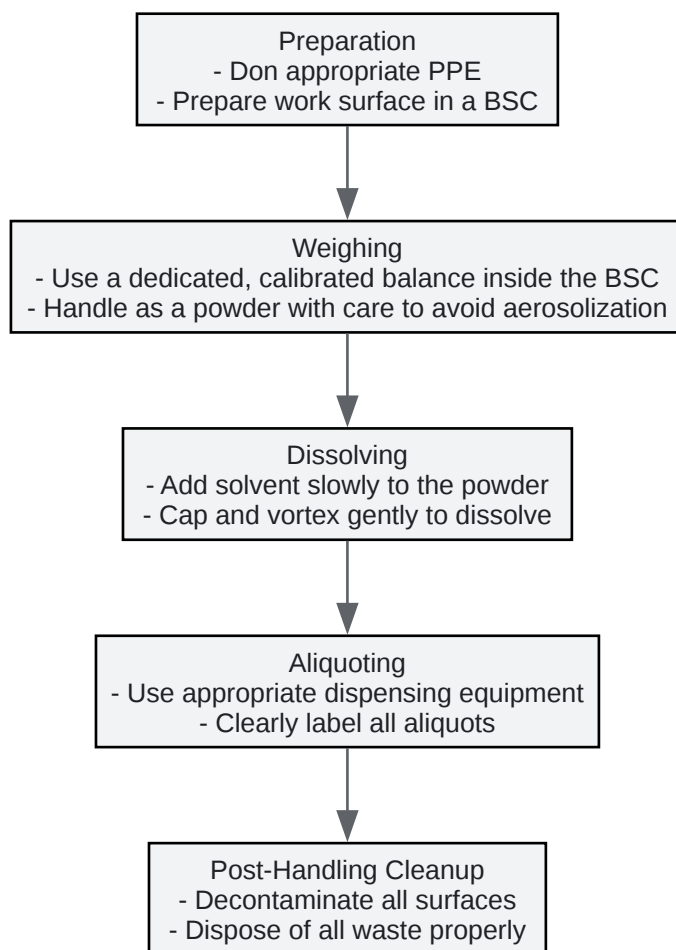 Preparation
- Don appropriate PPE
- Prepare work surface in a BSC
Weighing
- Use a dedicated, calibrated balance inside the BSC
- Handle as a powder with care to avoid aerosolization
Dissolving
- Add solvent slowly to the powder
- Cap and vortex gently to dissolve
Aliquoting
- Use appropriate dispensing equipment
- Clearly label all aliquots
Post-Handling Cleanup
- Decontaminate all surfaces
- Dispose of all waste properly